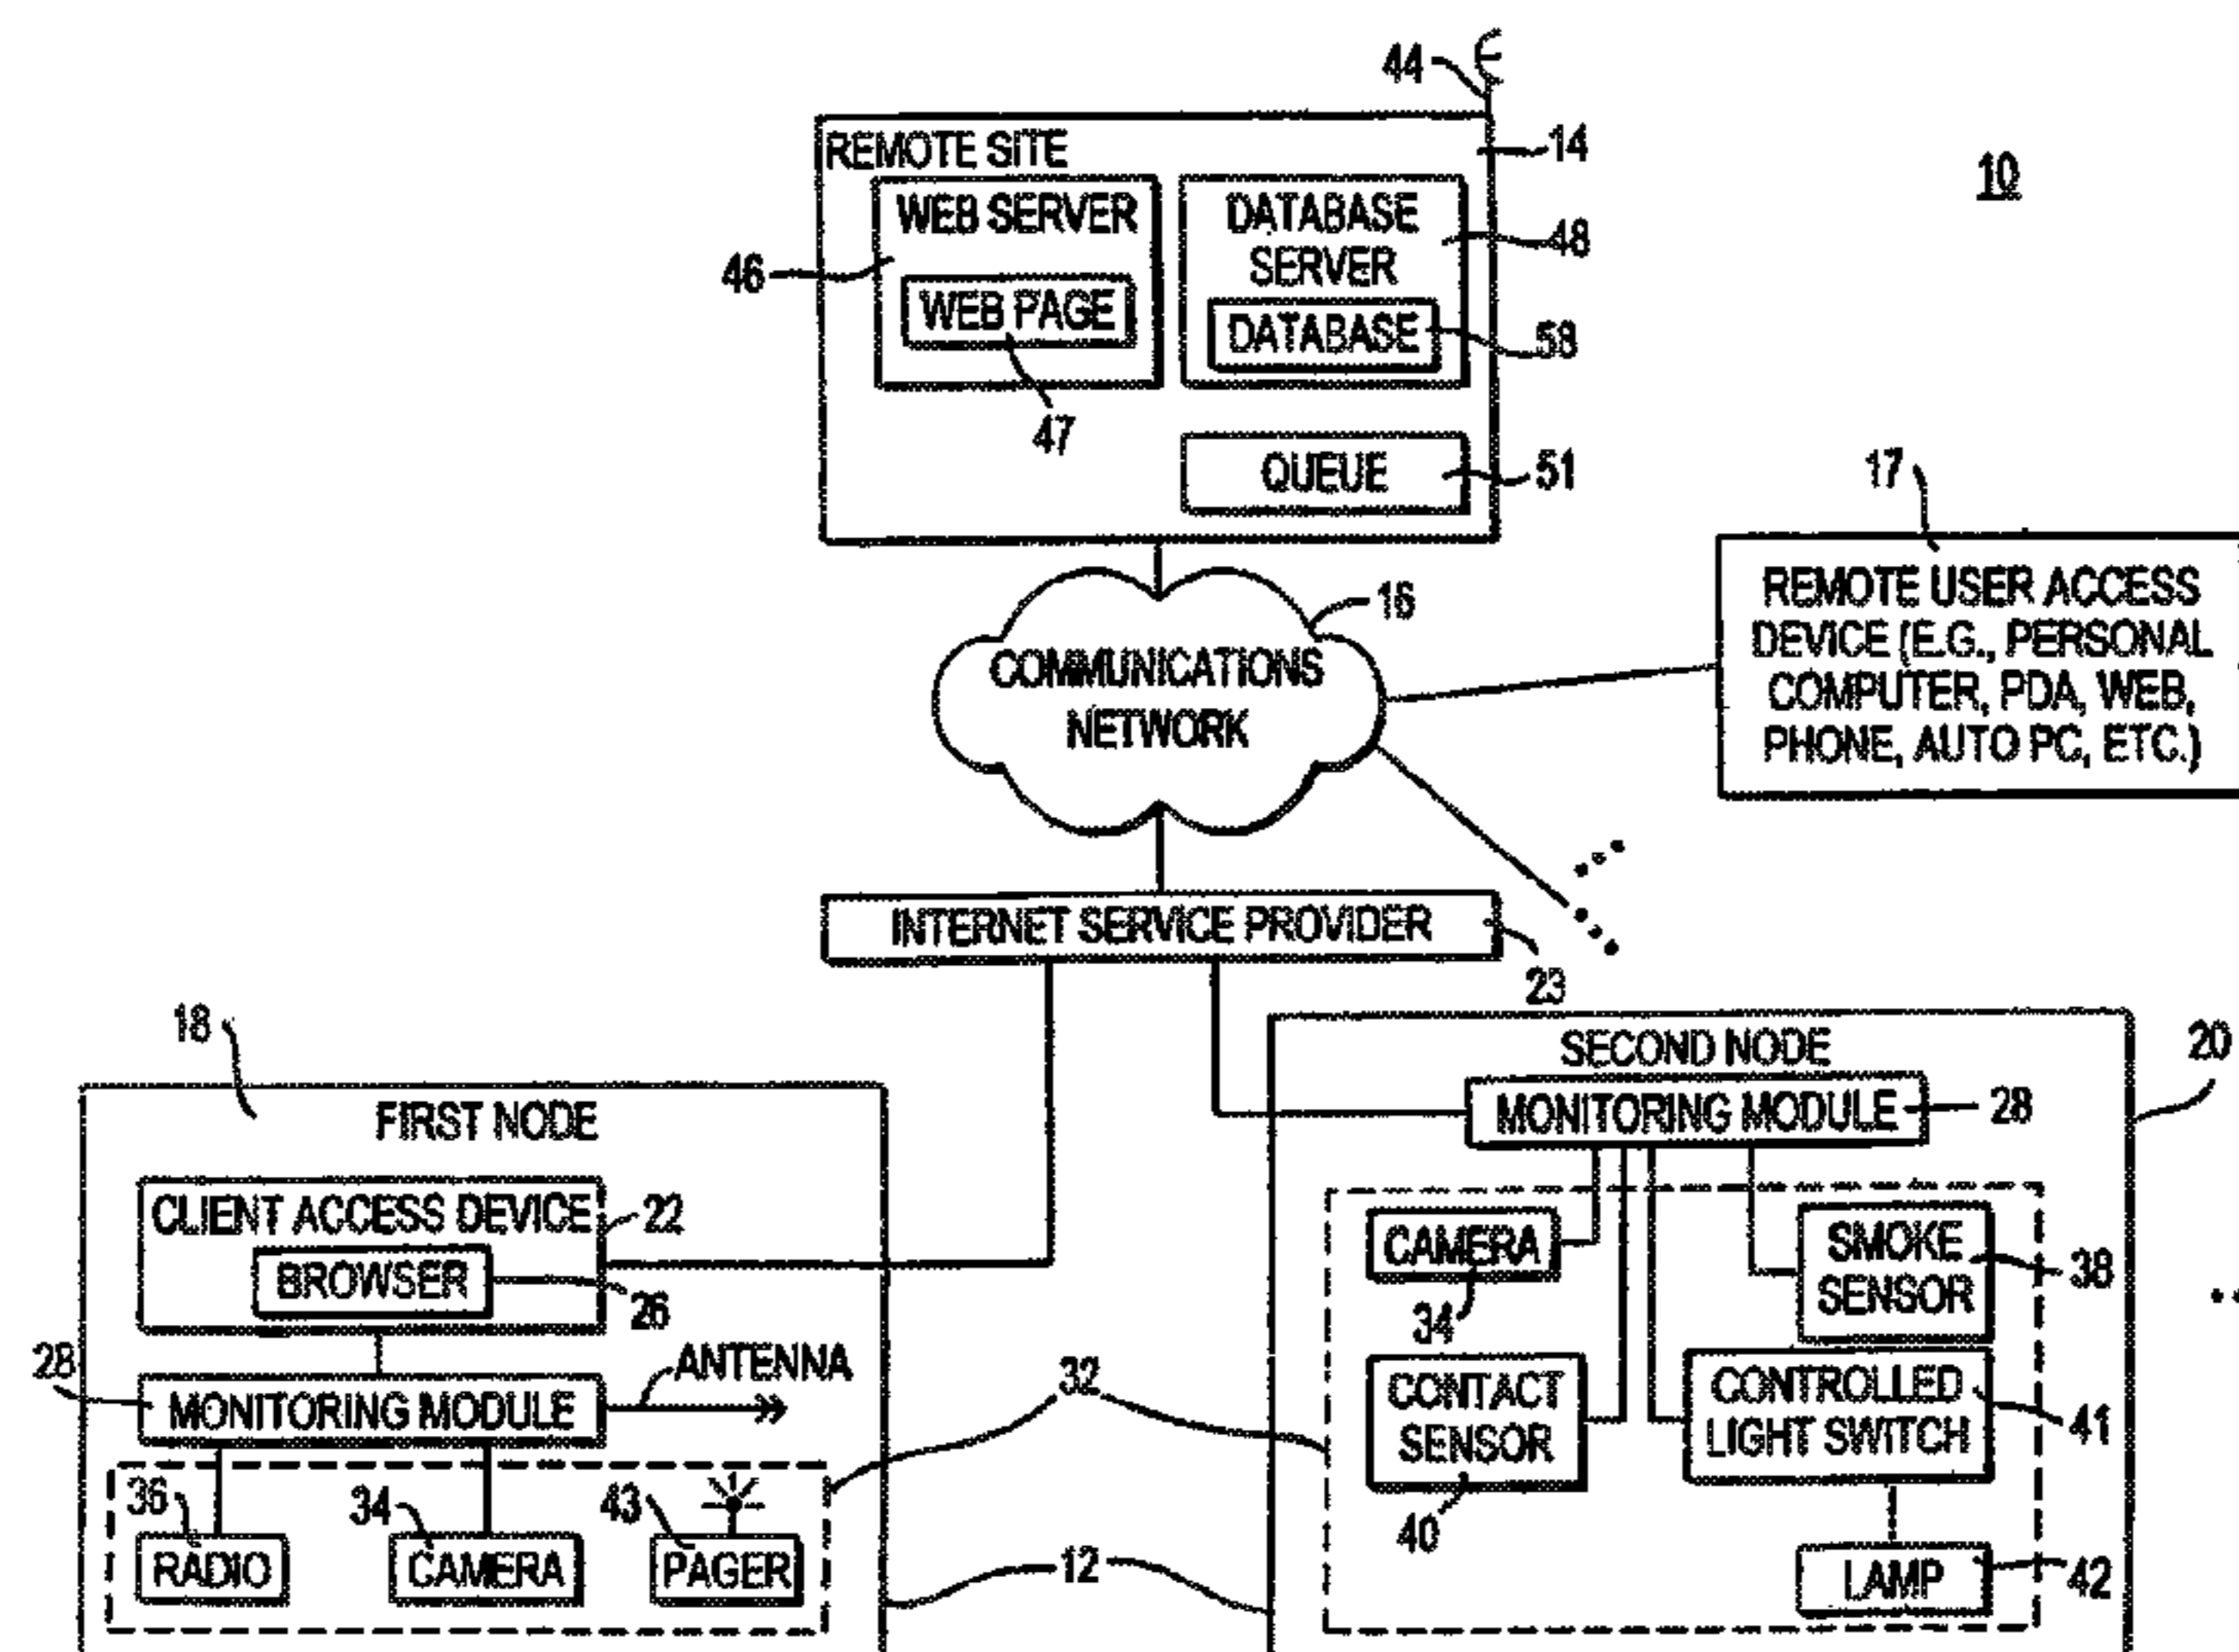 44
REMOTE SITE
14
10
WEB SERVER
46
WEB PAGE
47
DATABASE
SERVER
48
DATABASE
58
QUEUE
51
17
REMOTE USER ACCESS
DEVICE (E.G., PERSONAL
COMPUTER, PDA, WEB,
PHONE, AUTO PC, ETC.)
16
COMMUNICATIONS
NETWORK
INTERNET SERVICE PROVIDER
23
18
FIRST NODE
CLIENT ACCESS DEVICE
22
BROWSER
26
28
MONITORING MODULE
ANTENNA
36
RADIO
34
CAMERA
43
PAGER
32
12
SECOND NODE
20
MONITORING MODULE
28
CAMERA
34
SMOKE
SENSOR
38
CONTACT
SENSOR
40
CONTROLLED
LIGHT SWITCH
41
LAMP
42